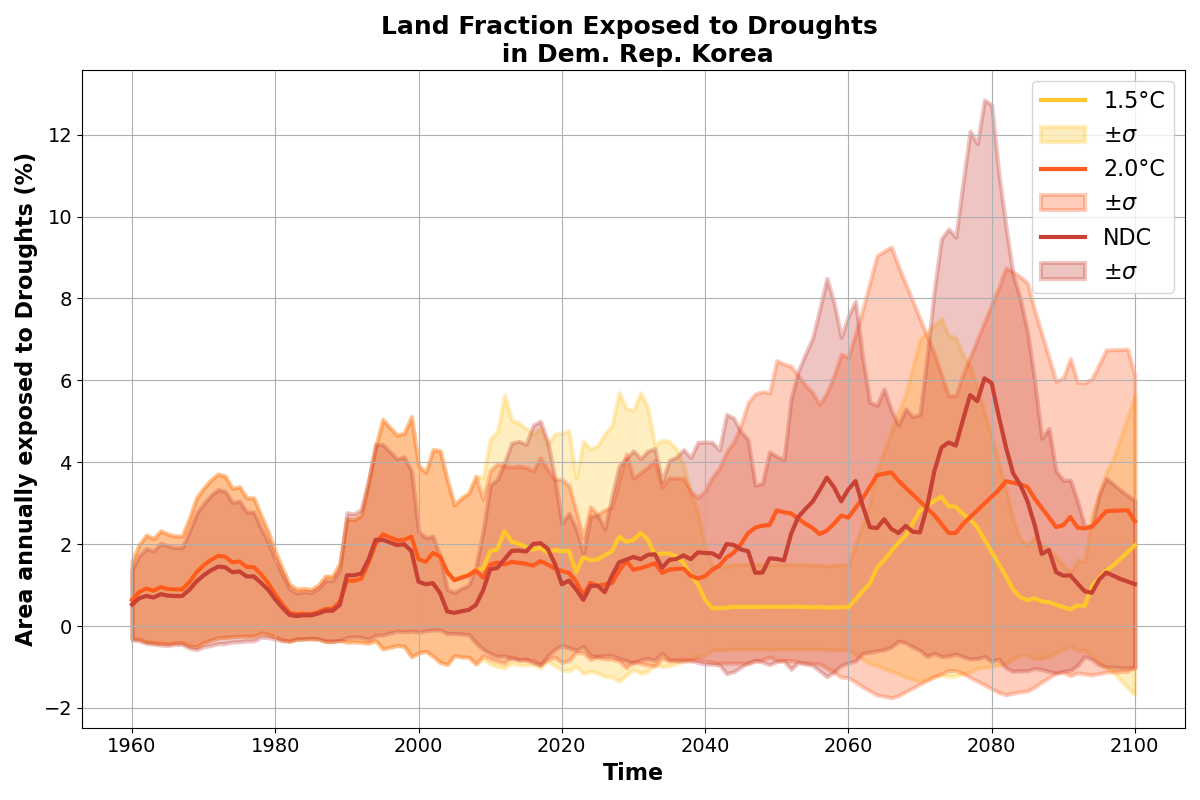 Land Fraction Exposed to Droughts
in Dem. Rep. Korea
Area annually exposed to Droughts (%)
12
10
8
6
4
2
0
−2
1960 1980 2000 2020 2040 2060 2080 2100
Time
1.5°C
±σ
2.0°C
±σ
NDC
±σ